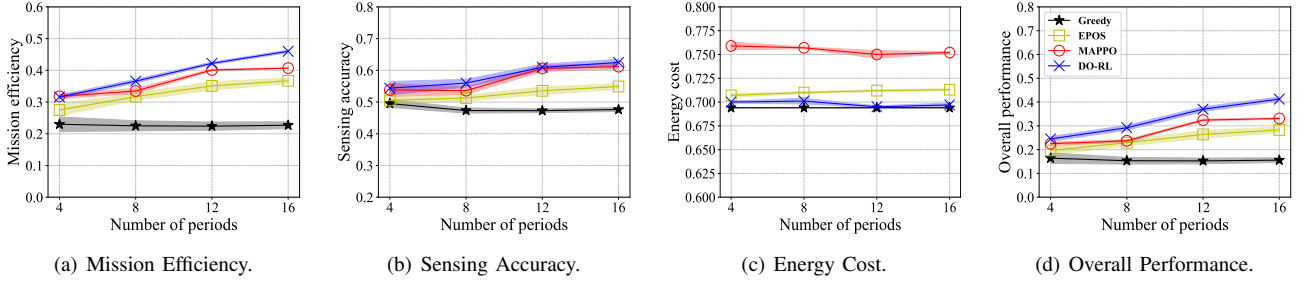 0.6
0.5
0.4
0.3
0.2
0.1
0.0
Mission efficiency
4 8 12 16
Number of periods
(a) Mission Efficiency.
0.8
0.7
0.6
0.5
0.4
0.3
0.2
Sensing accuracy
4 8 12 16
Number of periods
(b) Sensing Accuracy.
0.800
0.775
0.750
0.725
0.700
0.675
0.650
0.625
0.600
Energy cost
4 8 12 16
Number of periods
(c) Energy Cost.
0.8
0.7
0.6
0.5
0.4
0.3
0.2
0.1
0.0
Overall performance
Greedy
EPOS
MAPPO
DO-RL
4 8 12 16
Number of periods
(d) Overall Performance.